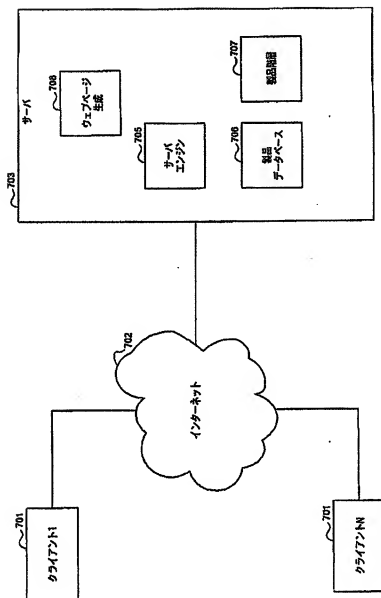 701
クライアント1
701
クライアントN
702
インターネット
703
サーバ
708
ウェブページ
生成
705
サーバ
エンジン
706
製品
データベース
707
製品階層